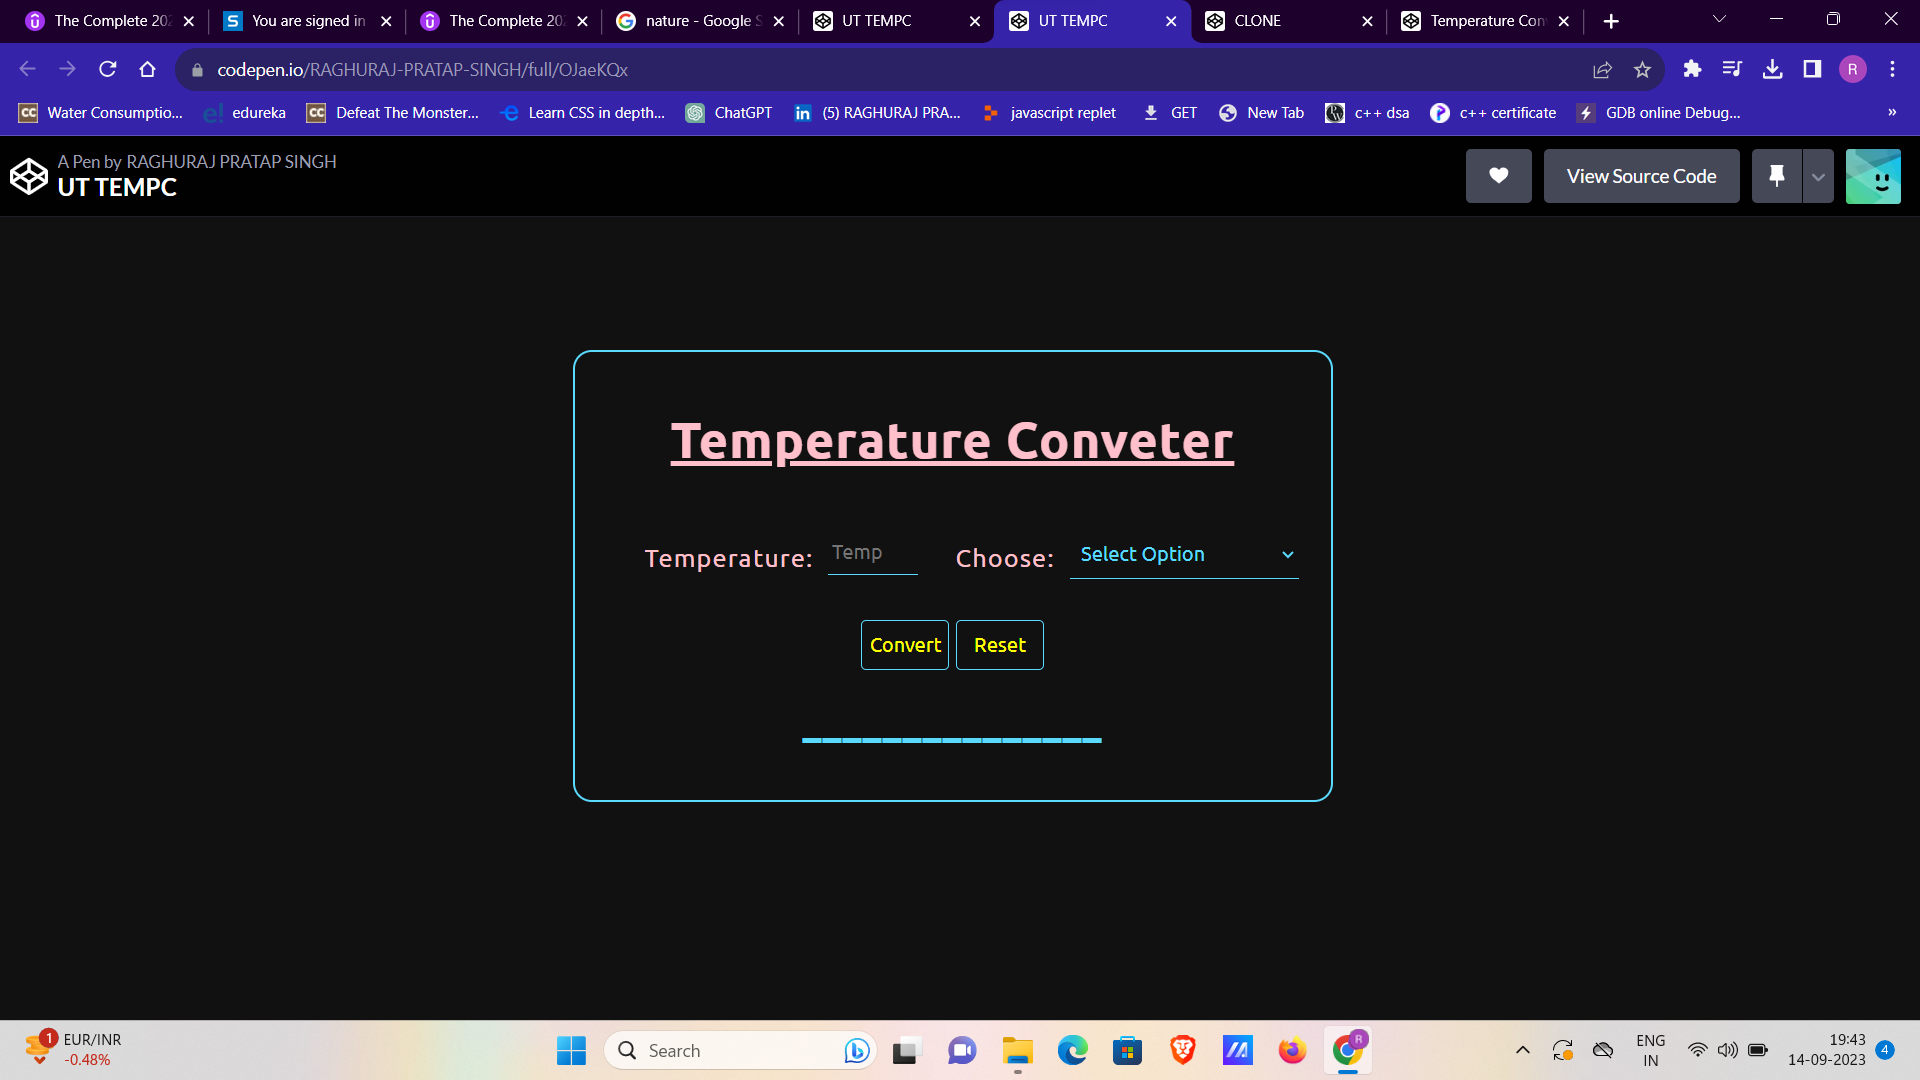 The Complete 202
You are signed in
The Complete 202
nature - Google S
UT TEMPC
UT TEMPC
CLONE
Temperature Con
codepen.io/RAGHURAJ-PRATAP-SINGH/full/OJaeKQx
R
CC Water Consumptio...
e! edureka
CC Defeat The Monster...
Learn CSS in depth...
ChatGPT
in (5) RAGHURAJ PRA...
javascript replet
GET
New Tab
c++ dsa
c++ certificate
GDB online Debug...
»
A Pen by RAGHURAJ PRATAP SINGH
UT TEMPC
View Source Code
Temperature Conveter
Temperature: Temp Choose: Select Option
Convert Reset
_______________
1 EUR/INR
-0.48%
Search
R
ENG
IN
19:43
14-09-2023
4